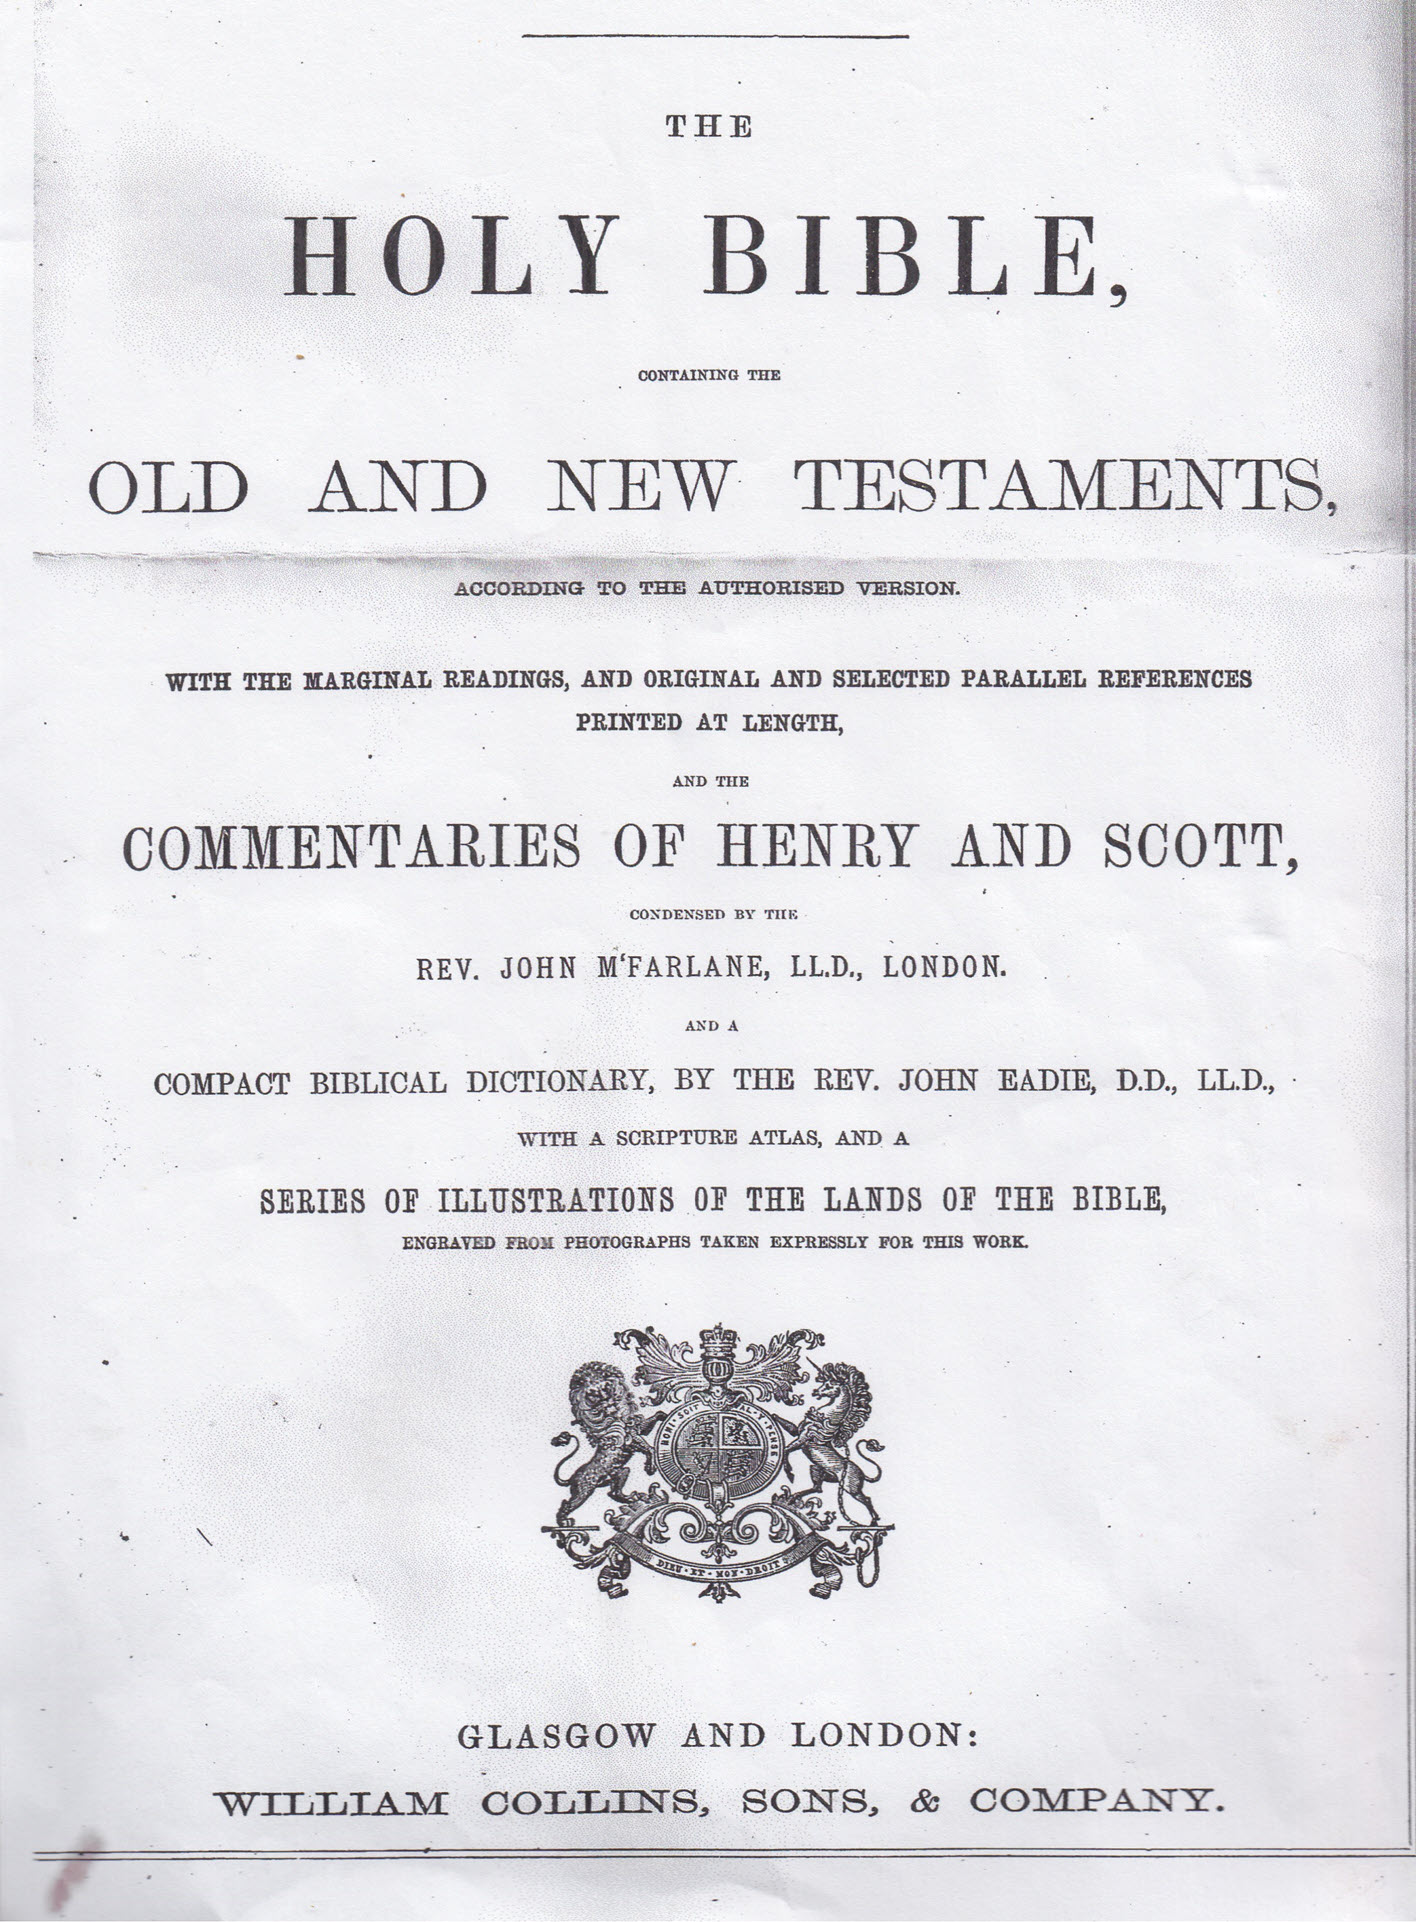 THE
HOLY BIBLE,
CONTAINING THE
OLD AND NEW TESTAMENTS,
ACCORDING TO THE AUTHORISED VERSION.
WITH THE MARGINAL READINGS, AND ORIGINAL AND SELECTED PARALLEL REFERENCES
PRINTED AT LENGTH,
AND THE
COMMENTARIES OF HENRY AND SCOTT,
CONDENSED BY THE
REV. JOHN M‘FARLANE, LL.D., LONDON.
AND A
COMPACT BIBLICAL DICTIONARY, BY THE REV. JOHN EADIE, D.D., LL.D.,
WITH A SCRIPTURE ATLAS, AND A
SERIES OF ILLUSTRATIONS OF THE LANDS OF THE BIBLE,
ENGRAVED FROM PHOTOGRAPHS TAKEN EXPRESSLY FOR THIS WORK.
HONI·SOIT AL·Y·PENSE
DIEU·ET·MON·DROIT
GLASGOW AND LONDON:
WILLIAM COLLINS, SONS, & COMPANY.